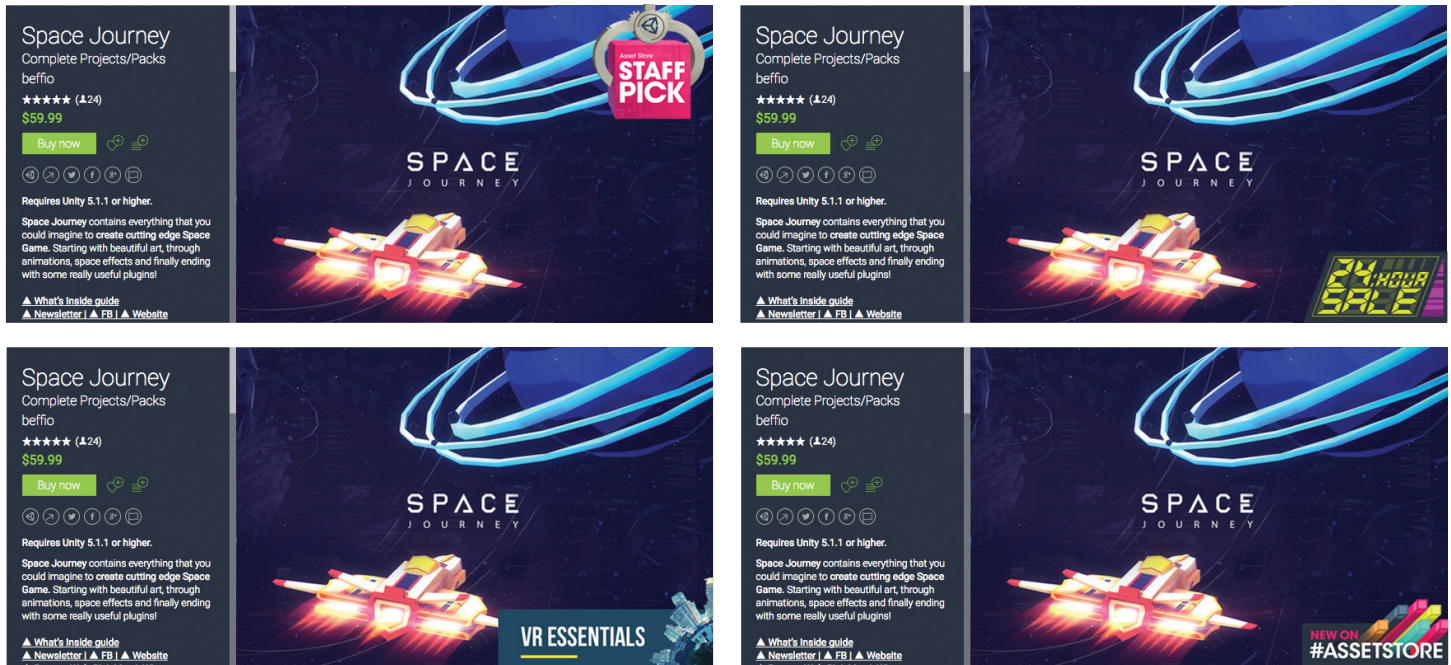 Space Journey
Complete Projects/Packs
beffio
★★★★★ (24)
$59.99
Buy now
Requires Unity 5.1.1 or higher.
Space Journey contains everything that you
could imagine to create cutting edge Space
Game. Starting with beautiful art, through
animations, space effects and finally ending
with some really useful plugins!
▲ What's Inside guide
▲ Newsletter | ▲ FB | ▲ Website
SPACE
JOURNEY
Asset Store
STAFF
PICK
Space Journey
Complete Projects/Packs
beffio
★★★★★ (24)
$59.99
Buy now
Requires Unity 5.1.1 or higher.
Space Journey contains everything that you
could imagine to create cutting edge Space
Game. Starting with beautiful art, through
animations, space effects and finally ending
with some really useful plugins!
▲ What's Inside guide
▲ Newsletter | ▲ FB | ▲ Website
SPACE
JOURNEY
24-HOUR
SALE
Space Journey
Complete Projects/Packs
beffio
★★★★★ (24)
$59.99
Buy now
Requires Unity 5.1.1 or higher.
Space Journey contains everything that you
could imagine to create cutting edge Space
Game. Starting with beautiful art, through
animations, space effects and finally ending
with some really useful plugins!
▲ What's Inside guide
▲ Newsletter | ▲ FB | ▲ Website
SPACE
JOURNEY
VR ESSENTIALS
Space Journey
Complete Projects/Packs
beffio
★★★★★ (24)
$59.99
Buy now
Requires Unity 5.1.1 or higher.
Space Journey contains everything that you
could imagine to create cutting edge Space
Game. Starting with beautiful art, through
animations, space effects and finally ending
with some really useful plugins!
▲ What's Inside guide
▲ Newsletter | ▲ FB | ▲ Website
SPACE
JOURNEY
NEW ON
#ASSETSTORE